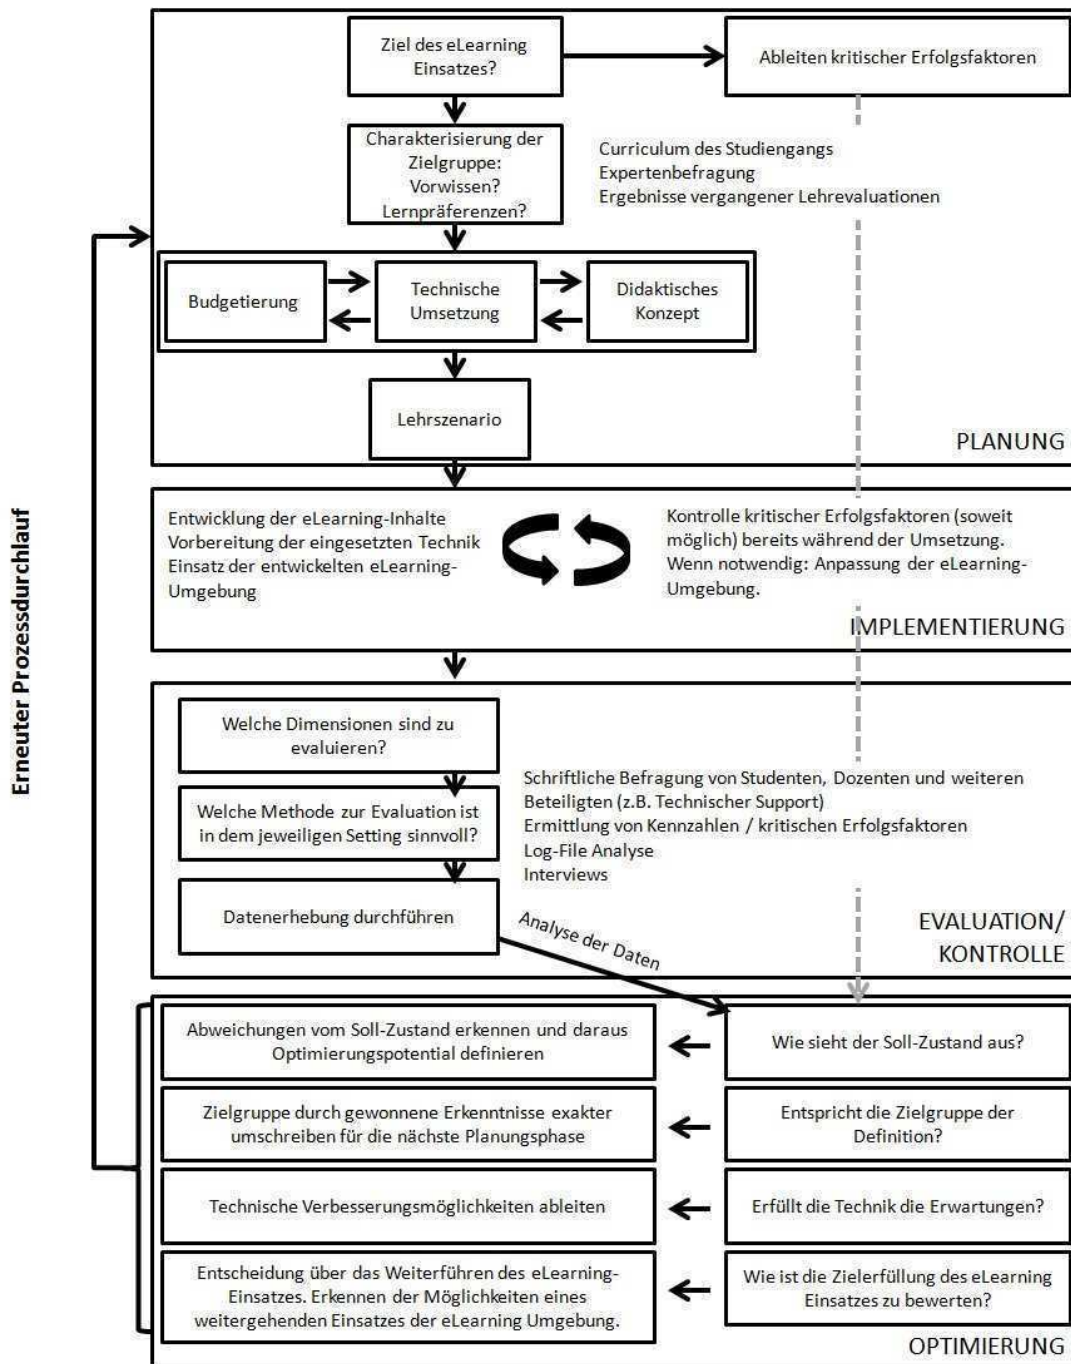 Ziel des eLearning
Einsatzes?
Ableiten kritischer Erfolgsfaktoren
Charakterisierung der
Zielgruppe:
Vorwissen?
Lernpräferenzen?
Curriculum des Studiengangs
Expertenbefragung
Ergebnisse vergangener Lehrevaluationen
Budgetierung
Technische
Umsetzung
Didaktisches
Konzept
Lehrszenario
PLANUNG
Erneuter Prozessdurchlauf
Entwicklung der eLearning-Inhalte
Vorbereitung der eingesetzten Technik
Einsatz der entwickelten eLearning-
Umgebung
Kontrolle kritischer Erfolgsfaktoren (soweit
möglich) bereits während der Umsetzung.
Wenn notwendig: Anpassung der eLearning-
Umgebung.
IMPLEMENTIERUNG
Welche Dimensionen sind zu
evaluieren?
Welche Methode zur Evaluation ist
in dem jeweiligen Setting sinnvoll?
Datenerhebung durchführen
Schriftliche Befragung von Studenten, Dozenten und weiteren
Beteiligten (z.B. Technischer Support)
Ermittlung von Kennzahlen / kritischen Erfolgsfaktoren
Log-File Analyse
Interviews
Analyse der Daten
EVALUATION/
KONTROLLE
Abweichungen vom Soll-Zustand erkennen und daraus
Optimierungspotential definieren
Wie sieht der Soll-Zustand aus?
Zielgruppe durch gewonnene Erkenntnisse exakter
umschreiben für die nächste Planungsphase
Entspricht die Zielgruppe der
Definition?
Technische Verbesserungsmöglichkeiten ableiten
Erfüllt die Technik die Erwartungen?
Entscheidung über das Weiterführen des eLearning-
Einsatzes. Erkennen der Möglichkeiten eines
weitergehenden Einsatzes der eLearning Umgebung.
Wie ist die Zielerfüllung des eLearning
Einsatzes zu bewerten?
OPTIMIERUNG